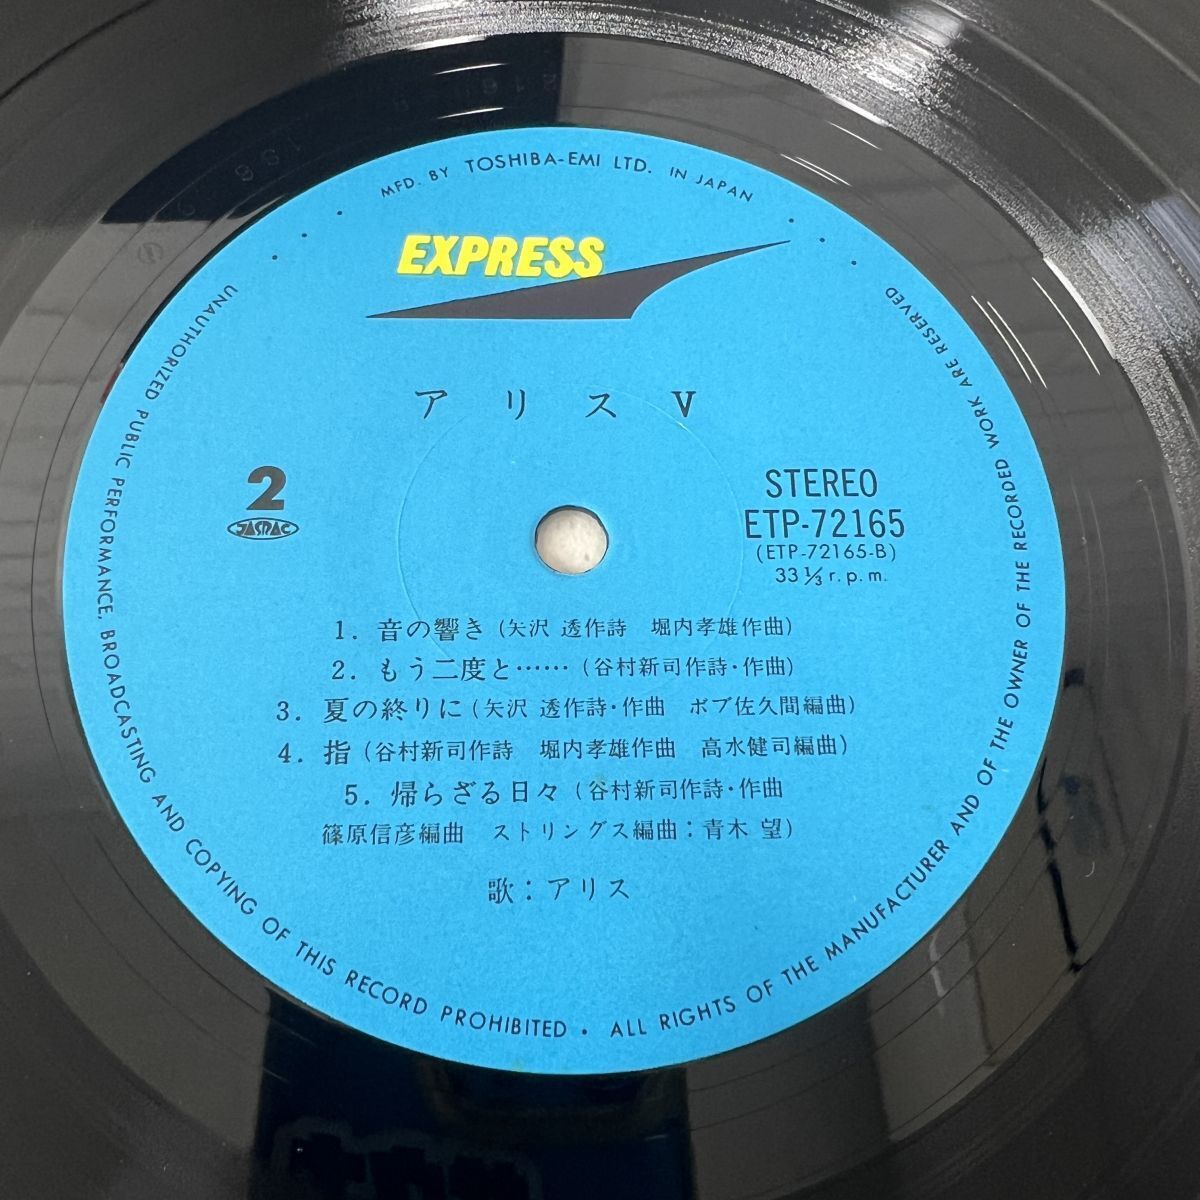 MFD. BY TOSHIBA-EMI LTD. IN JAPAN
EXPRESS
アリス V
2
JASRAC
STEREO
ETP-72165
(ETP-72165-B)
33 1/3 r.p.m.
1. 音の響き (矢沢 透作詩 堀内孝雄作曲)
2. もう二度と…… (谷村新司作詩・作曲)
3. 夏の終りに (矢沢 透作詩・作曲 ボブ佐久間編曲)
4. 指 (谷村新司作詩 堀内孝雄作曲 高水健司編曲)
5. 帰らざる日々 (谷村新司作詩・作曲
篠原信彦編曲 ストリングス編曲：青木 望)
歌：アリス
UNAUTHORIZED PUBLIC PERFORMANCE, BROADCASTING AND COPYING OF THIS RECORD PROHIBITED • ALL RIGHTS OF THE MANUFACTURER AND OF THE OWNER OF THE RECORDED WORK ARE RESERVED